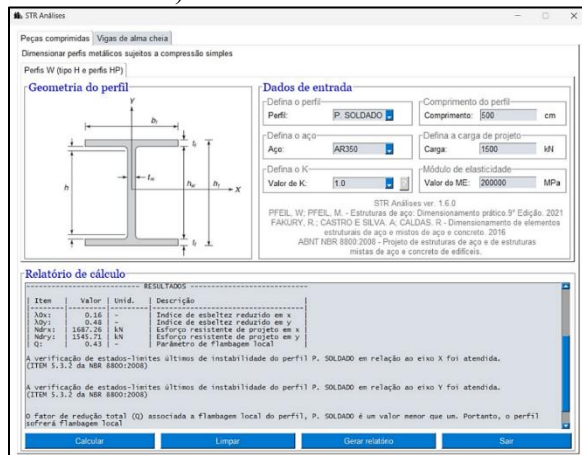 )
STR Análises
Peças comprimidas Vigas de alma cheia
Dimensionar perfis metálicos sujeitos a compressão simples
Perfis W (tipo H e perfis HP)
Geometria do perfil
y
bf
tf
h
tw
hw
ht
X
tf
Dados de entrada
Defina o perfil
Perfil: P. SOLDADO
Comprimento do perfil
Comprimento: 500 cm
Defina o aço
Aço: AR350
Defina a carga de projeto
Carga: 1500 kN
Defina o K
Valor de K: 1.0
Módulo de elasticidade
Valor do ME: 200000 MPa
STR Análises ver. 1.6.0
PFEIL, W; PFEIL, M. - Estruturas de aço: Dimensionamento prático.9° Edição. 2021
FAKURY, R.; CASTRO E SILVA, A; CALDAS. R - Dimensionamento de elementos
estruturais de aço e mistos de aço e concreto. 2016
ABNT NBR 8800:2008 - Projeto de estruturas de aço e de estruturas
mistas de aço e concreto de edifíceis.
Relatório de cálculo
---------------------------- RESULTADOS ----------------------------
| Item | Valor | Unid. | Descrição |
| λ0x: | 0.16 | - | Índice de esbeltez reduzido em x |
| λ0y: | 0.48 | - | Índice de esbeltez reduzido em y |
| Ndrx: | 1687.26 | kN | Esforço resistente de projeto em x |
| Ndry: | 1545.71 | kN | Esforço resistente de projeto em y |
| Q: | 0.43 | - | Parâmetro de flambagem local |
A verificação de estados-limites últimos de instabilidade do perfil P. SOLDADO em relação ao eixo X foi atendida.
(ITEM 5.3.2 da NBR 8800:2008)
A verificação de estados-limites últimos de instabilidade do perfil P. SOLDADO em relação ao eixo Y foi atendida.
(ITEM 5.3.2 da NBR 8800:2008)
O fator de redução total (Q) associada a flambagem local do perfil, P. SOLDADO é um valor menor que um. Portanto, o perfil
sofrerá flambagem local
Calcular Limpar Gerar relatório Sair